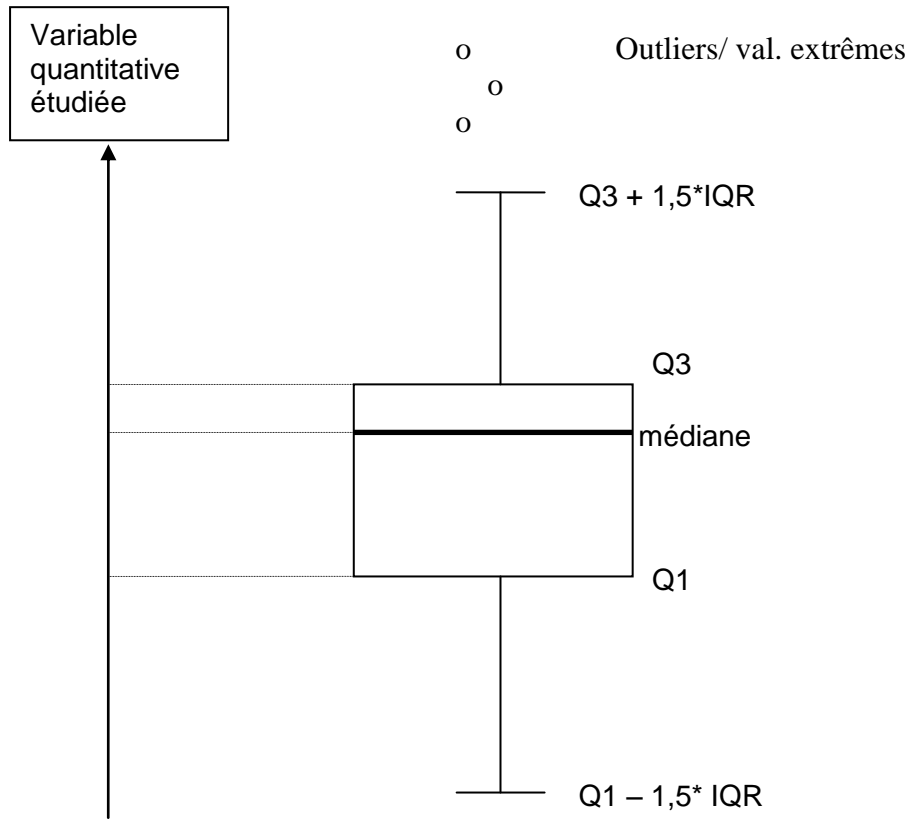 Variable
quantitative
étudiée
o Outliers/ val. extrêmes
o
o
Q3 + 1,5*IQR
Q3
médiane
Q1
Q1 – 1,5* IQR